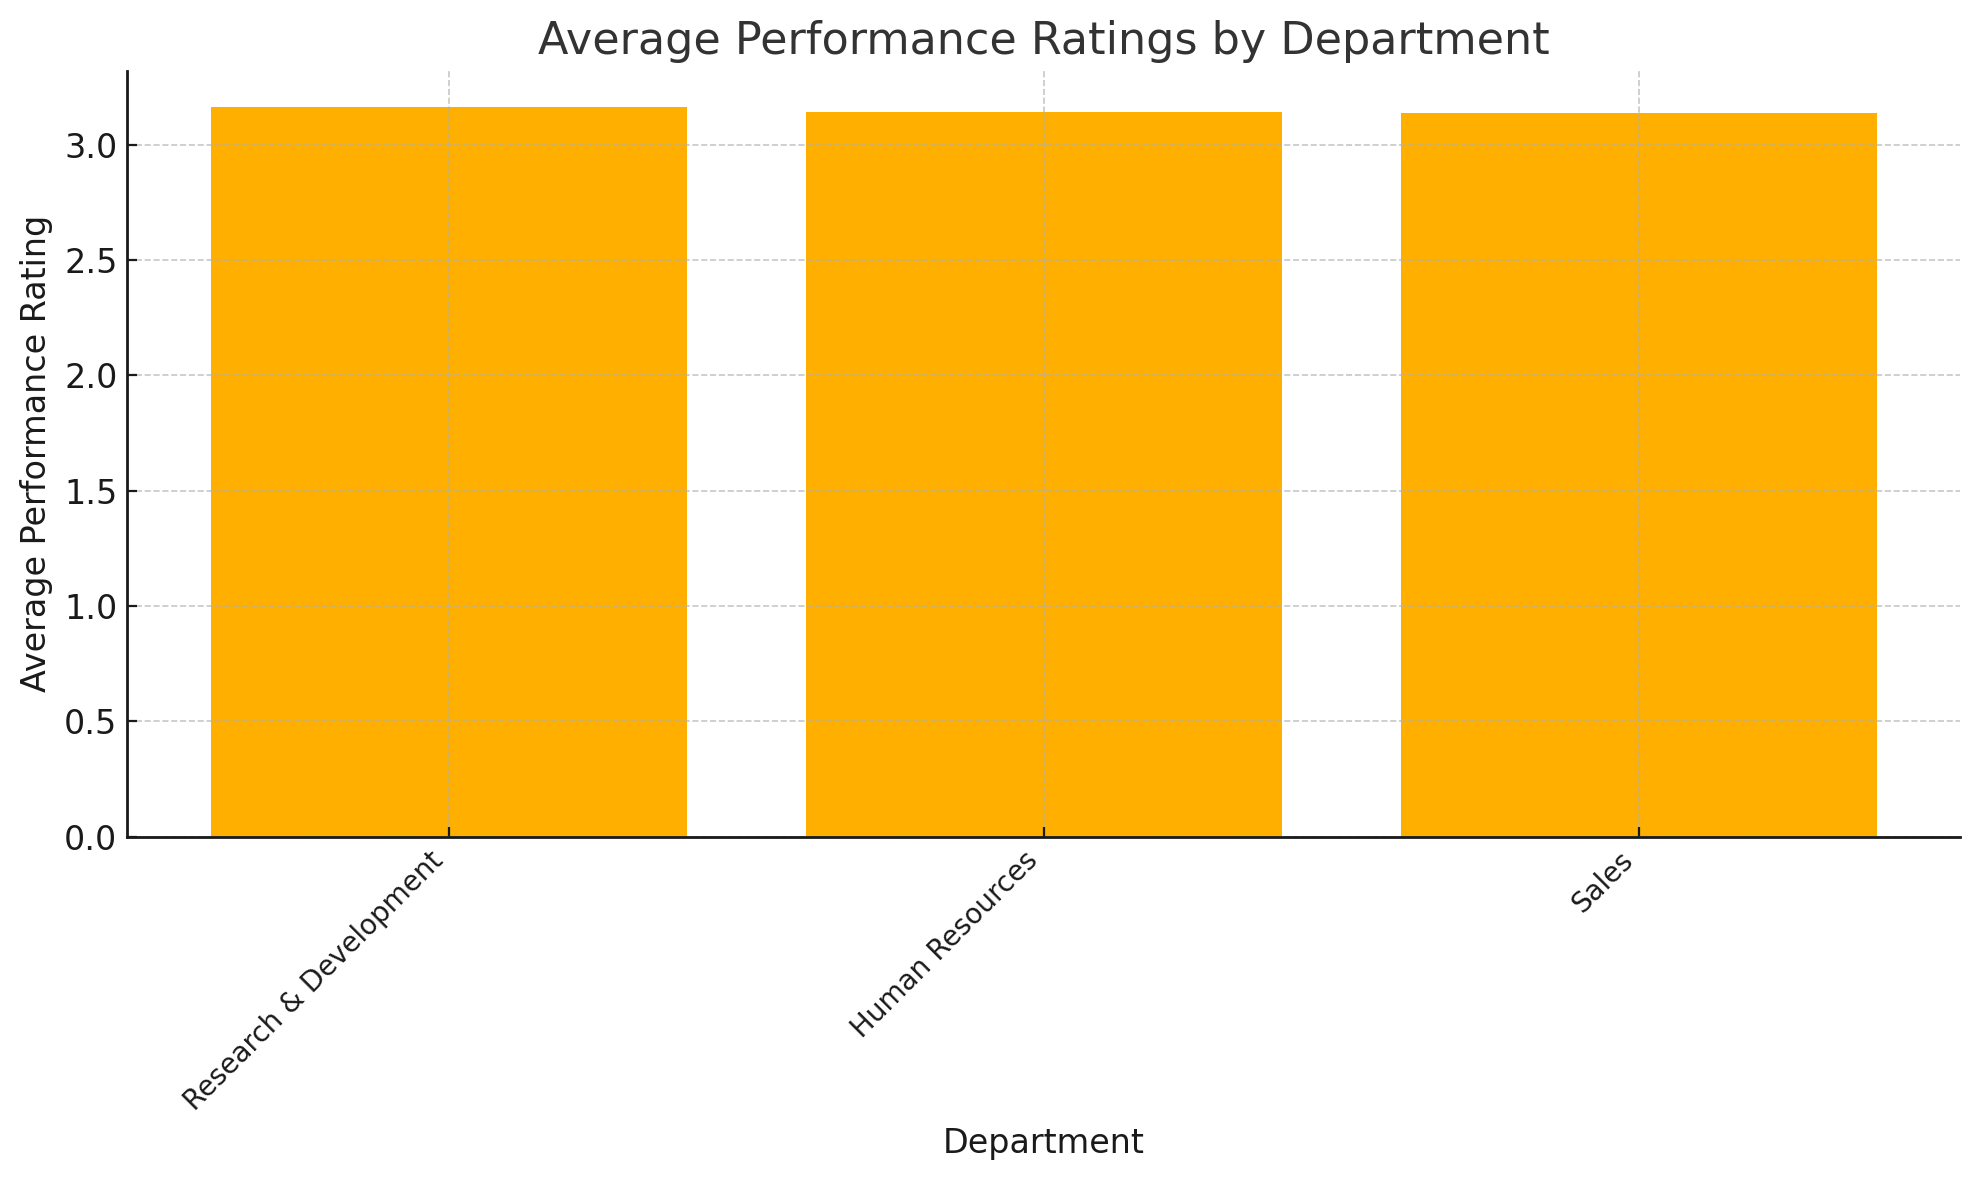 Average Performance Ratings by Department
Average Performance Rating
3.0
2.5
2.0
1.5
1.0
0.5
0.0
Research & Development
Human Resources
Sales
Department